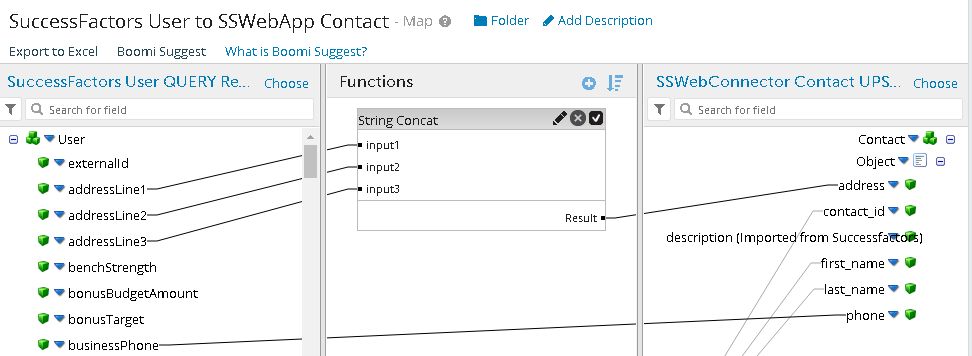 SuccessFactors User to SSWebApp Contact - Map Folder Add Description
Export to Excel Boomi Suggest What is Boomi Suggest?
SuccessFactors User QUERY Re... Choose
Search for field
User
externalId
addressLine1
addressLine2
addressLine3
benchStrength
bonusBudgetAmount
bonusTarget
businessPhone
Functions
String Concat
input1
input2
input3
Result
SSWebConnector Contact UPS... Choose
Search for field
Contact
Object
address
contact_id
description (Imported from Successfactors)
first_name
last_name
phone